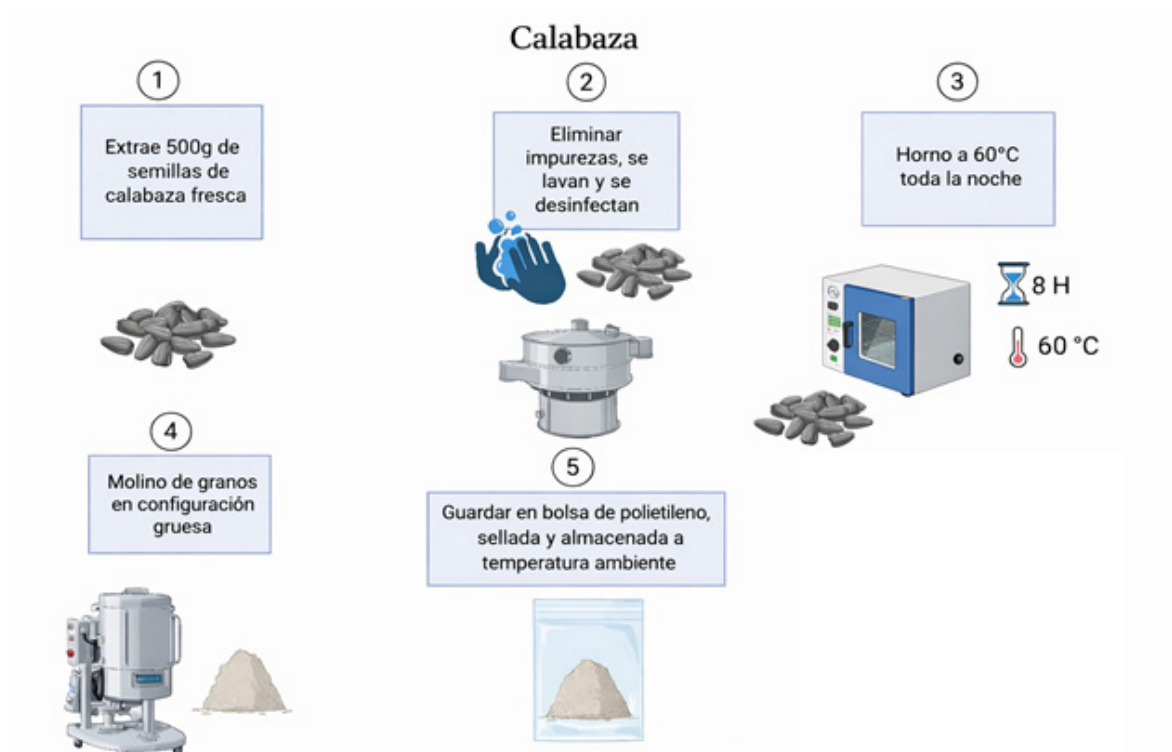 Calabaza
1
Extrae 500g de
semillas de
calabaza fresca
2
Eliminar
impurezas, se
lavan y se
desinfectan
3
Horno a 60°C
toda la noche
8 H
60 °C
4
Molino de granos
en configuración
gruesa
5
Guardar en bolsa de polietileno,
sellada y almacenada a
temperatura ambiente